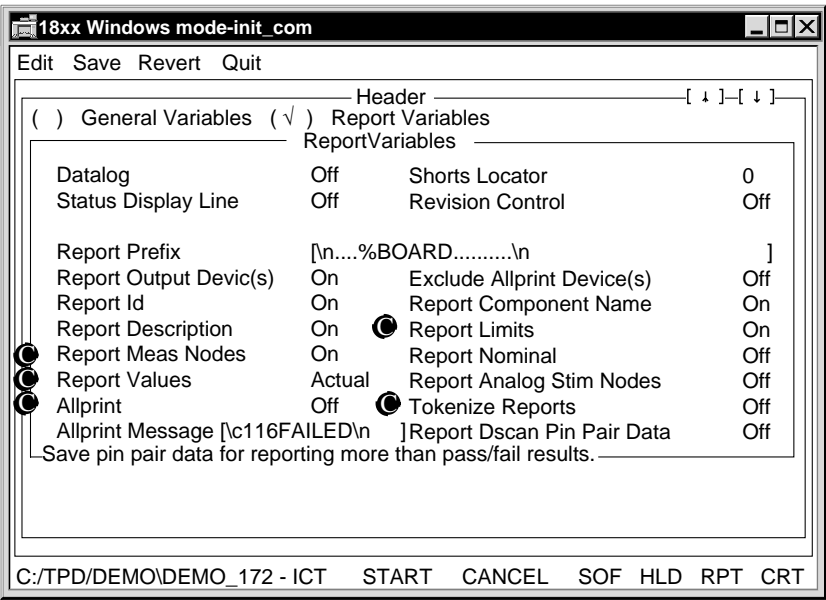 18xx Windows mode-init_com
Edit Save Revert Quit
Header [ ↓ ]–[ ↓ ]
( ) General Variables (√ ) Report Variables
ReportVariables
Datalog Off Shorts Locator 0
Status Display Line Off Revision Control Off
Report Prefix [\n....%BOARD..........\n ]
Report Output Devic(s) On Exclude Allprint Device(s) Off
Report Id On Report Component Name On
Report Description On C Report Limits On
C Report Meas Nodes On Report Nominal Off
C Report Values Actual Report Analog Stim Nodes Off
C Allprint Off C Tokenize Reports Off
Allprint Message [\c116FAILED\n ]Report Dscan Pin Pair Data Off
Save pin pair data for reporting more than pass/fail results.
C:/TPD/DEMO\DEMO_172 - ICT START CANCEL SOF HLD RPT CRT